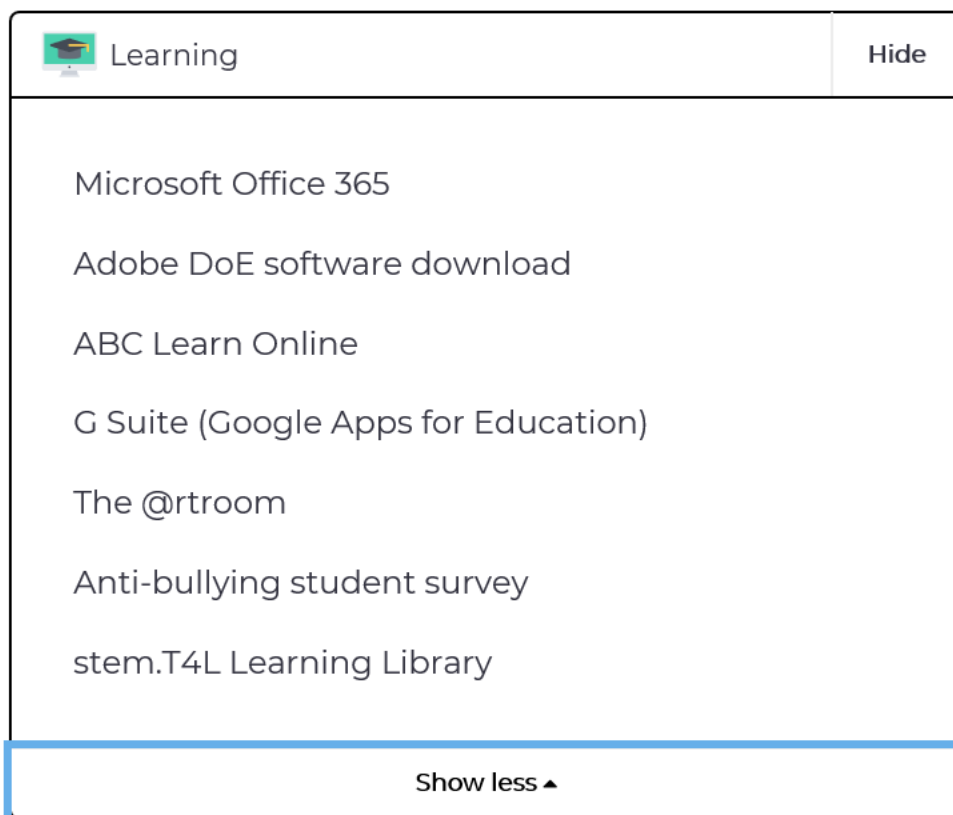 Learning
Hide
Microsoft Office 365
Adobe DoE software download
ABC Learn Online
G Suite (Google Apps for Education)
The @rtroom
Anti-bullying student survey
stem.T4L Learning Library
Show less